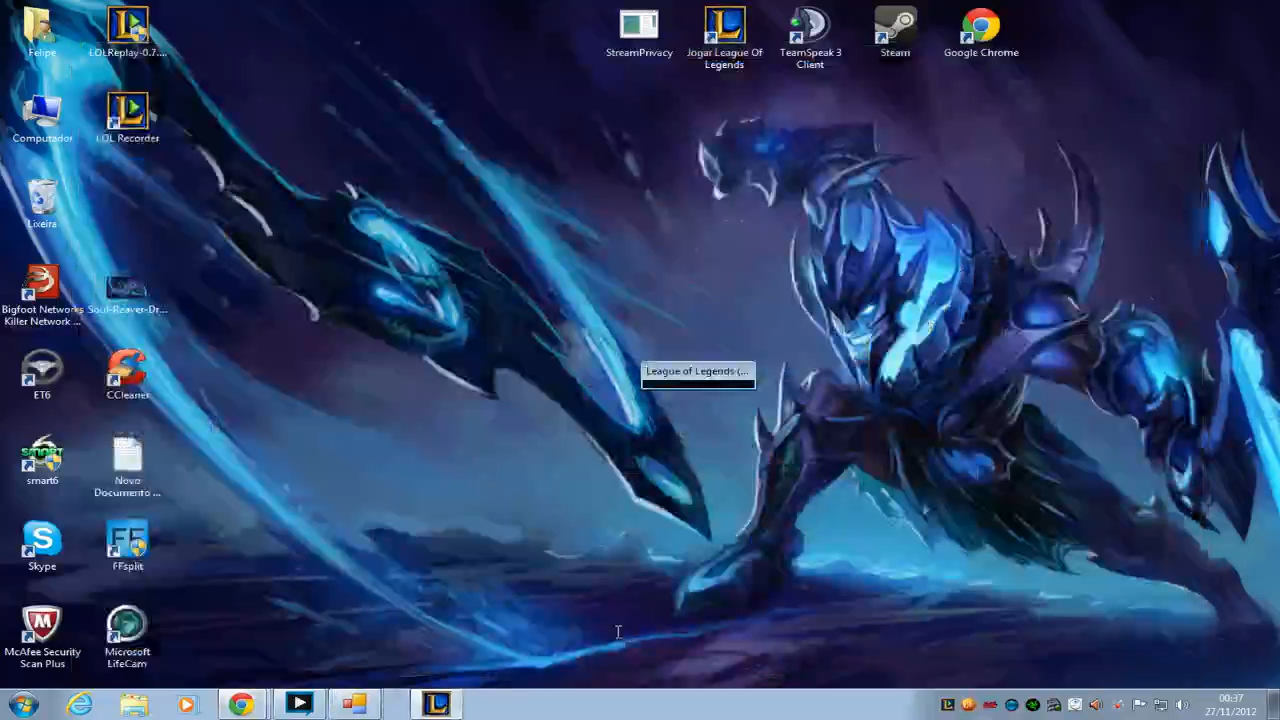 Felipe
LOLReplay-0.7....
StreamPrivacy
Jogar League Of
Legends
TeamSpeak 3
Client
Steam
Google Chrome
Computador
LOL Recorder
Lixeira
Bigfoot Networks
Killer Network ...
Soul-Reaver-Dr...
League of Legends (...
ET6
CCleaner
SMART
smart6
Novo
Documento ...
Skype
FFsplit
McAfee Security
Scan Plus
Microsoft
LifeCam
00:37
27/11/2012